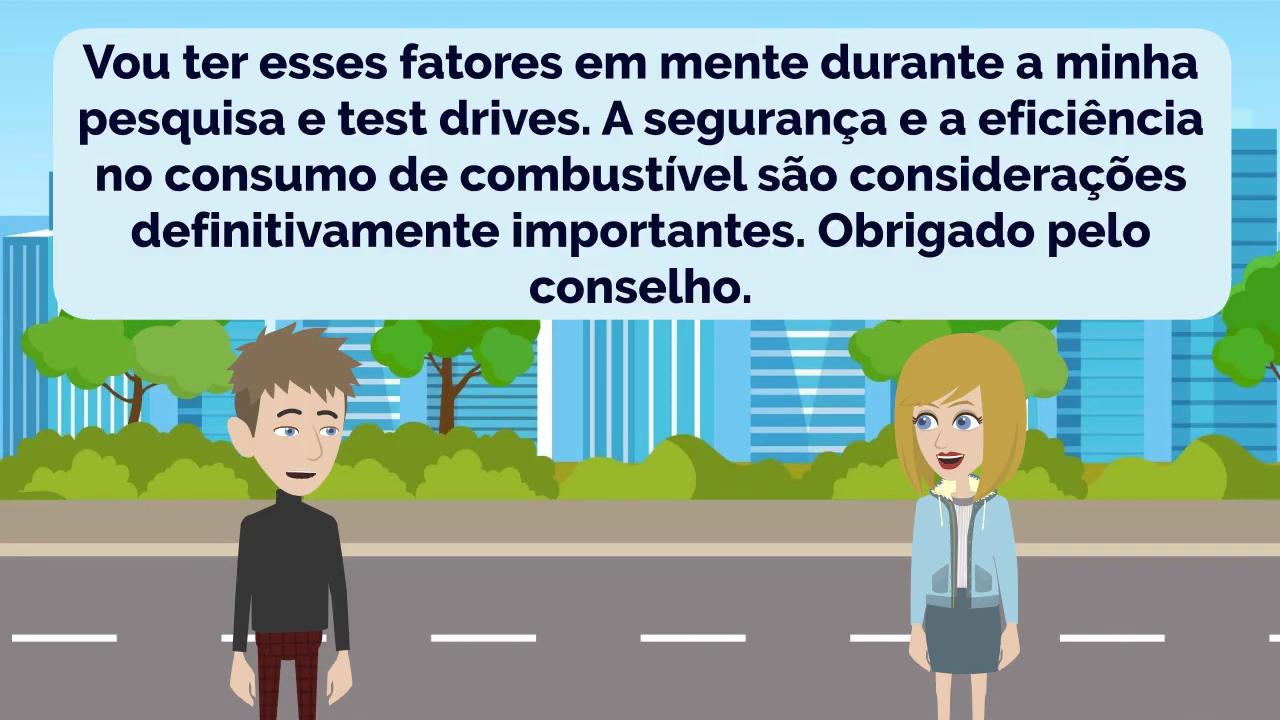 Vou ter esses fatores em mente durante a minha
pesquisa e test drives. A segurança e a eficiência
no consumo de combustível são considerações
definitivamente importantes. Obrigado pelo
conselho.